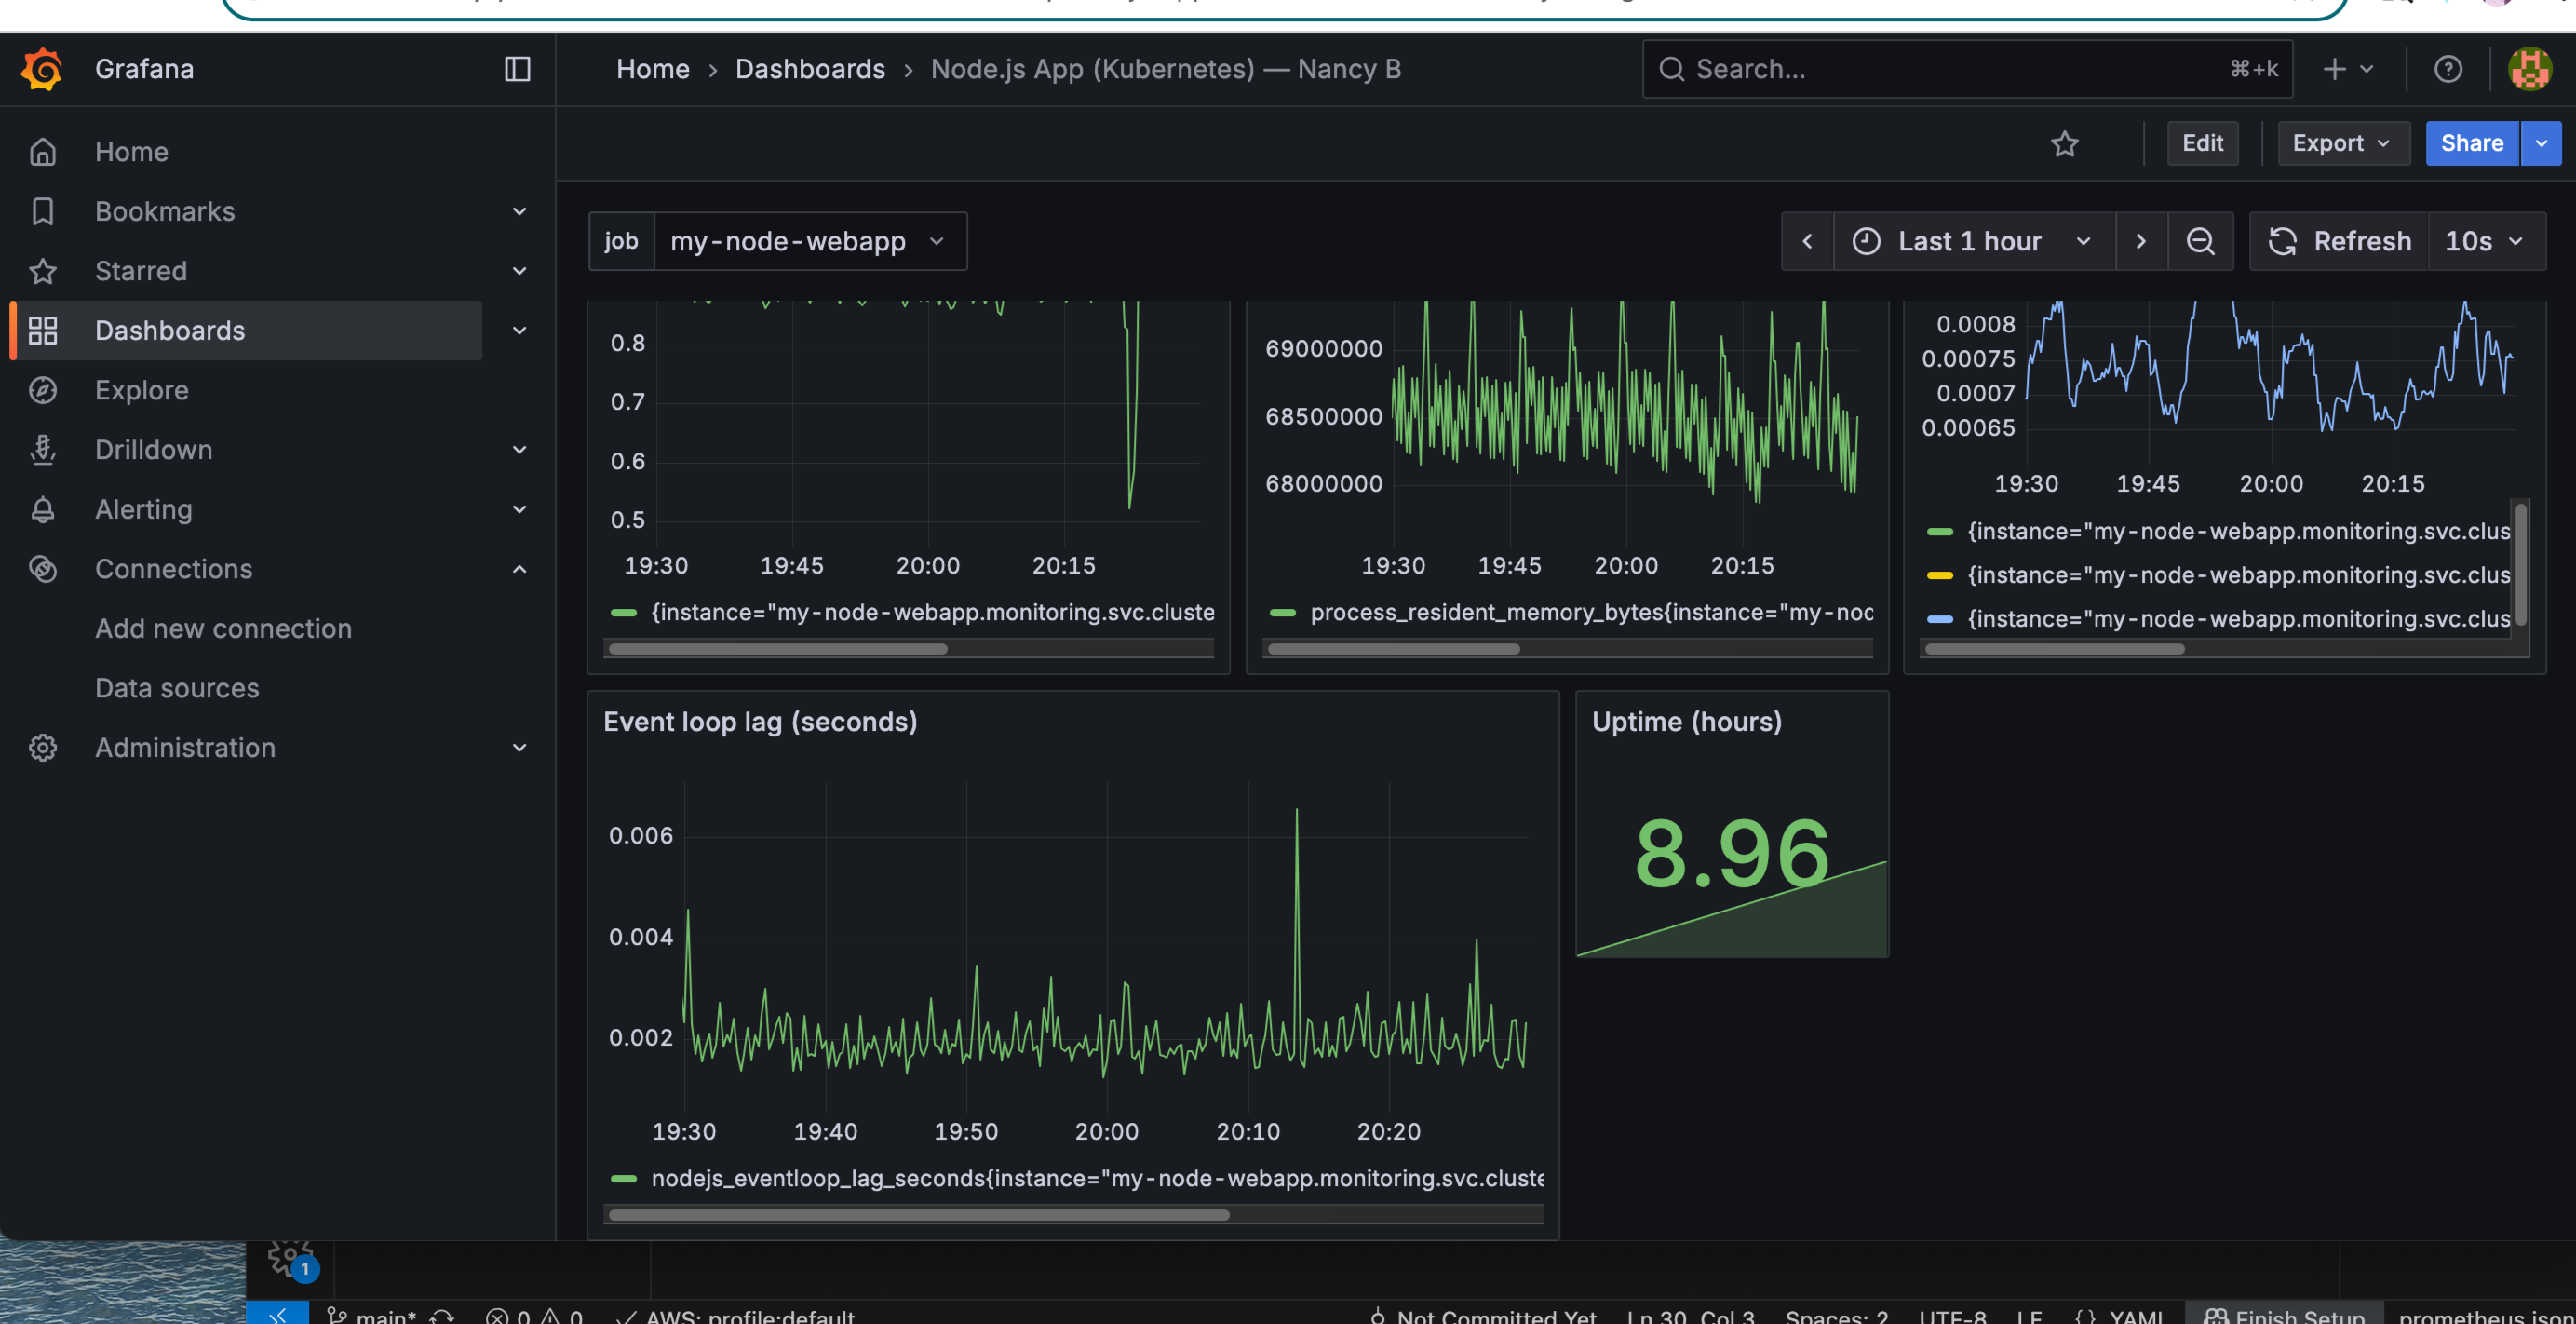 Grafana
Home › Dashboards › Node.js App (Kubernetes) — Nancy B
Search...
⌘+k
Home
Bookmarks
Starred
Dashboards
Explore
Drilldown
Alerting
Connections
Add new connection
Data sources
Administration
Edit
Export
Share
job
my-node-webapp
Last 1 hour
Refresh
10s
0.8
0.7
0.6
0.5
19:30 19:45 20:00 20:15
{instance="my-node-webapp.monitoring.svc.cluste
69000000
68500000
68000000
19:30 19:45 20:00 20:15
process_resident_memory_bytes{instance="my-noc
0.0008
0.00075
0.0007
0.00065
19:30 19:45 20:00 20:15
{instance="my-node-webapp.monitoring.svc.clus
{instance="my-node-webapp.monitoring.svc.clus
{instance="my-node-webapp.monitoring.svc.clus
Event loop lag (seconds)
0.006
0.004
0.002
19:30 19:40 19:50 20:00 20:10 20:20
nodejs_eventloop_lag_seconds{instance="my-node-webapp.monitoring.svc.cluste
Uptime (hours)
8.96
1
main* 0 0 AWS: profile:default
Not Committed Yet Ln 30, Col 3 Spaces: 2 UTF-8 LF {} YAML Finish Setup prometheus.json